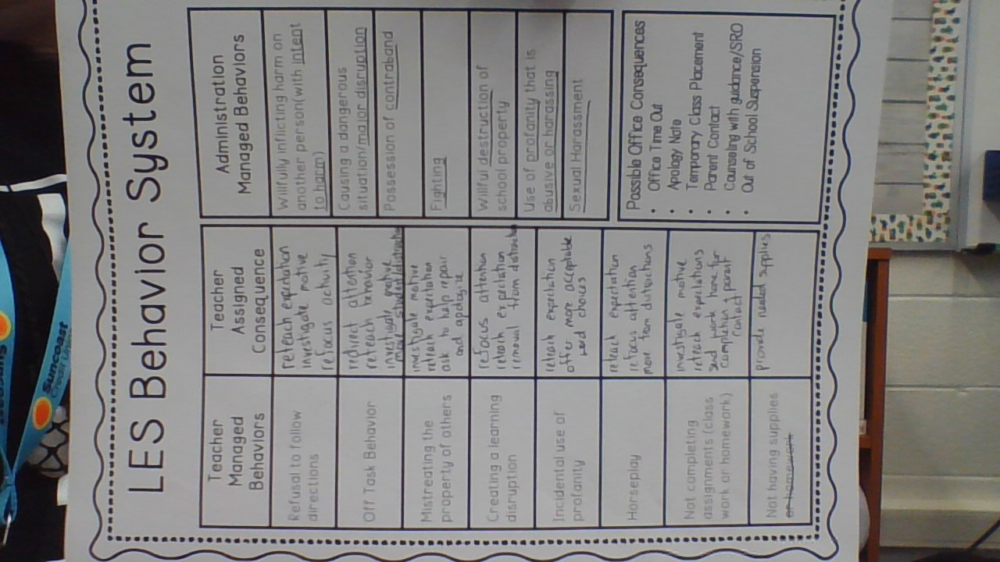 LES Behavior System
Teacher
Managed
Behaviors
Teacher
Assigned
Consequence
Refusal to follow
directions
reteach expectation
investigate motive
refocus activity
Off Task Behavior
redirect attention
reteach behavior
investigate motive
move student/distraction
Mistreating the
property of others
investigate motive
reteach expectation
ask to help repair
and apologize
Creating a learning
disruption
refocus attention
reteach expectation
removal from distraction
Incidental use of
profanity
reteach expectation
offer more acceptable
word choices
Horseplay
reteach expectation
refocus attention
move from distractions
Not completing
assignments (class
work or homework)
investigate motive
reteach expectations
send work home for
completion + parent
contact
Not having supplies
or homework
provide needed supplies
Administration
Managed Behaviors
Willfully inflicting harm on
another person(with intent
to harm)
Causing a dangerous
situation/major disruption
Possession of contraband
Fighting
Willful destruction of
school property
Use of profanity that is
abusive or harassing
Sexual Harassment
Possible Office Consequences
• Office Time Out
• Apology Note
• Temporary Class Placement
• Parent Contact
• Counseling with guidance/SRO
• Out of School Suspension
Suncoast
Credit Union